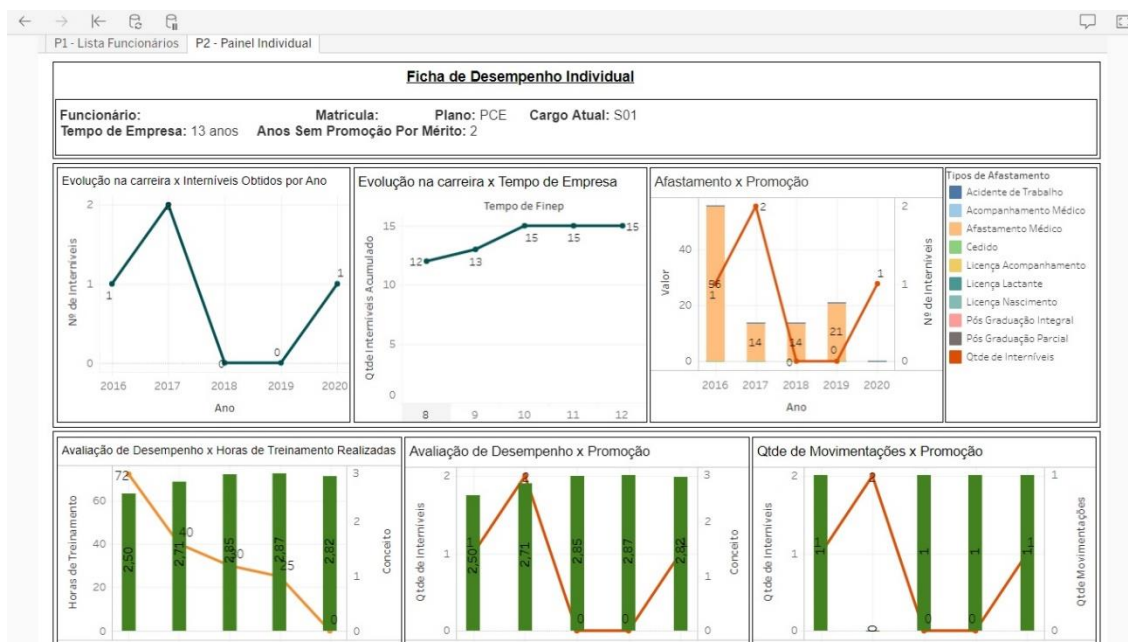 P1 - Lista Funcionários P2 - Painel Individual
Ficha de Desempenho Individual
Funcionário: Matrícula: Plano: PCE Cargo Atual: S01
Tempo de Empresa: 13 anos Anos Sem Promoção Por Mérito: 2
Evolução na carreira x Interníveis Obtidos por Ano
Nº de Interníveis
2
1
0
1
0
0
1
2016 2017 2018 2019 2020
Ano
Evolução na carreira x Tempo de Empresa
Tempo de Finep
Qtde Interníveis Acumulado
15
10
5
0
12
13
15
15
15
8 9 10 11 12
Afastamento x Promoção
Valor
40
20
0
56
1
14
2
14
0
21
0
1
2
1
0
Nº de Interníveis
2016 2017 2018 2019 2020
Ano
Tipos de Afastamento
Acidente de Trabalho
Acompanhamento Médico
Afastamento Médico
Cedido
Licença Acompanhamento
Licença Lactante
Licença Nascimento
Pós Graduação Integral
Pós Graduação Parcial
Qtde de Interníveis
Avaliação de Desempenho x Horas de Treinamento Realizadas
Horas de Treinamento
60
40
20
0
72
40
25
0
2,50
2,71
2,85
2,87
2,82
3
2
1
0
Conceito
Avaliação de Desempenho x Promoção
Qtde de Interníveis
2
1
0
1
0
0
2,50
2,71
2,85
2,87
2,82
3
2
1
0
Conceito
Qtde de Movimentações x Promoção
Qtde de Interníveis
2
1
0
1
2
0
1
0
1
0
1
1
0
Qtde Movimentações